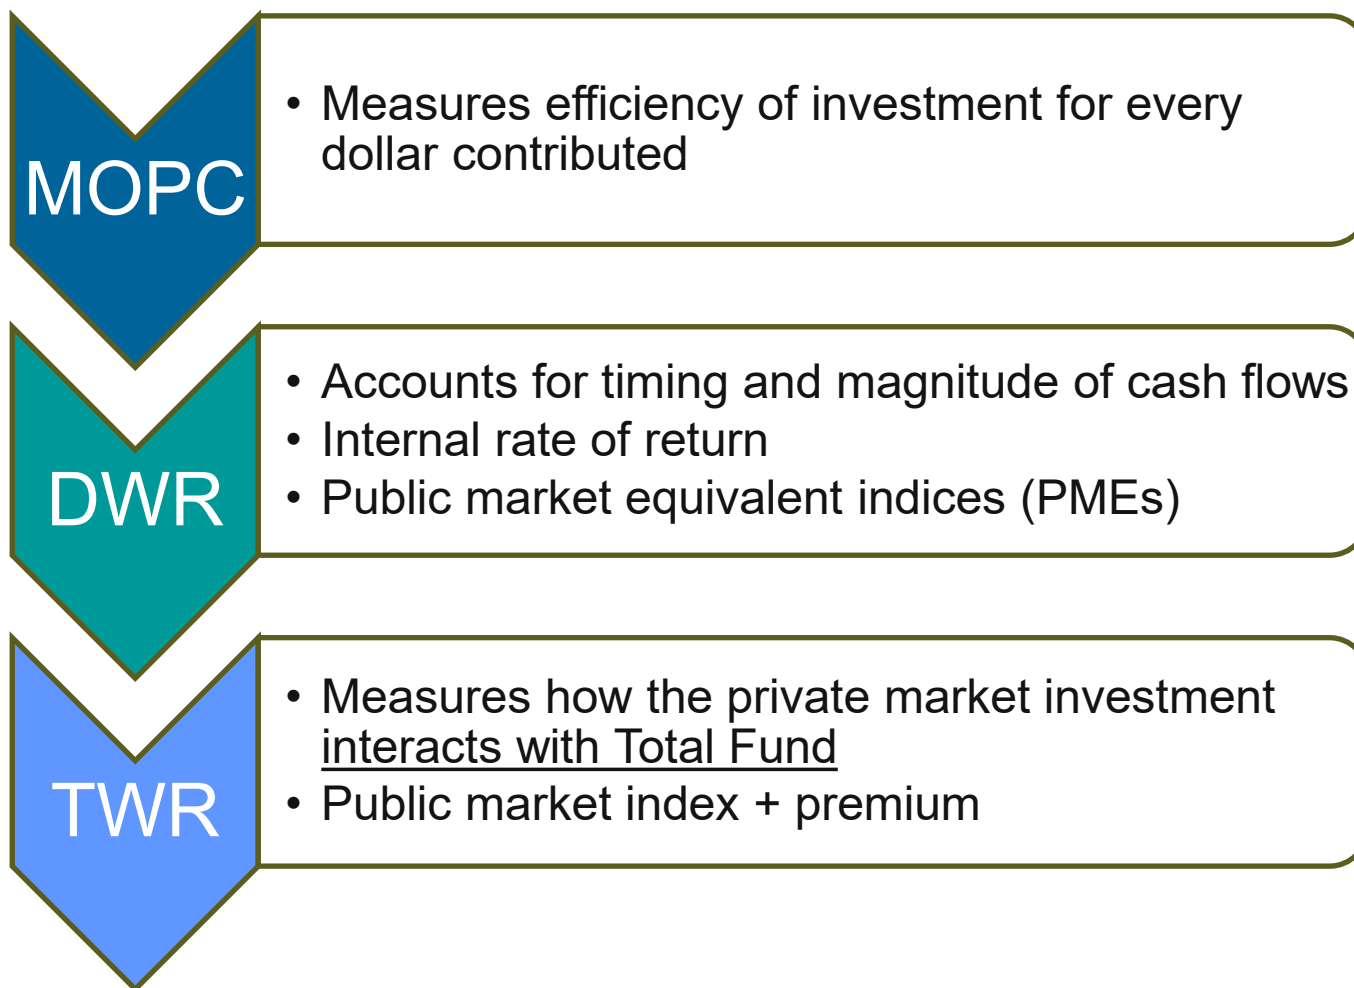 MOPC
• Measures efficiency of investment for every
dollar contributed
DWR
• Accounts for timing and magnitude of cash flows
• Internal rate of return
• Public market equivalent indices (PMEs)
TWR
• Measures how the private market investment
interacts with Total Fund
• Public market index + premium